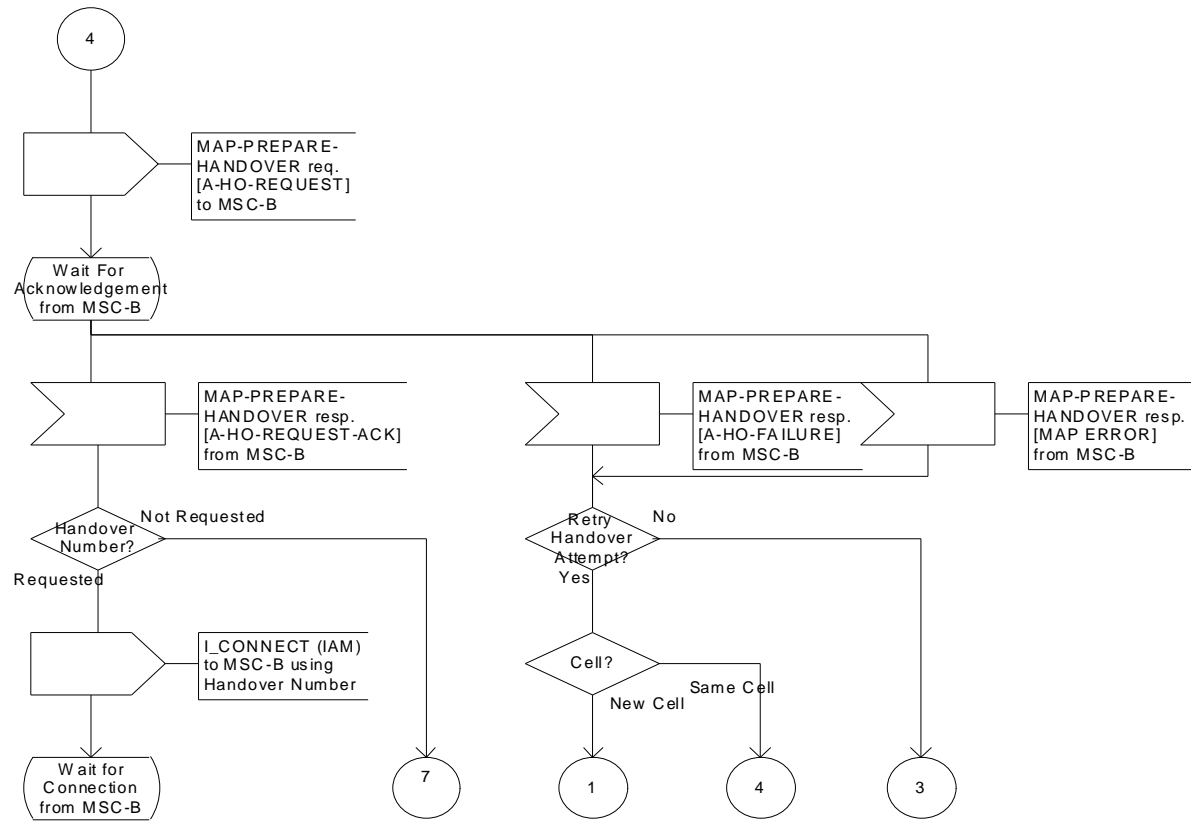 4
MAP-PREPARE-
HANDOVER req.
[A-HO-REQUEST]
to MSC-B
Wait For
Acknowledgement
from MSC-B
MAP-PREPARE-
HANDOVER resp.
[A-HO-REQUEST-ACK]
from MSC-B
MAP-PREPARE-
HANDOVER resp.
[A-HO-FAILURE]
from MSC-B
MAP-PREPARE-
HANDOVER resp.
[MAP ERROR]
from MSC-B
Handover
Number?
Not Requested
Requested
Retry
Handover
Attempt?
No
Yes
I_CONNECT (IAM)
to MSC-B using
Handover Number
Cell?
Same Cell
New Cell
Wait for
Connection
from MSC-B
7
1
4
3